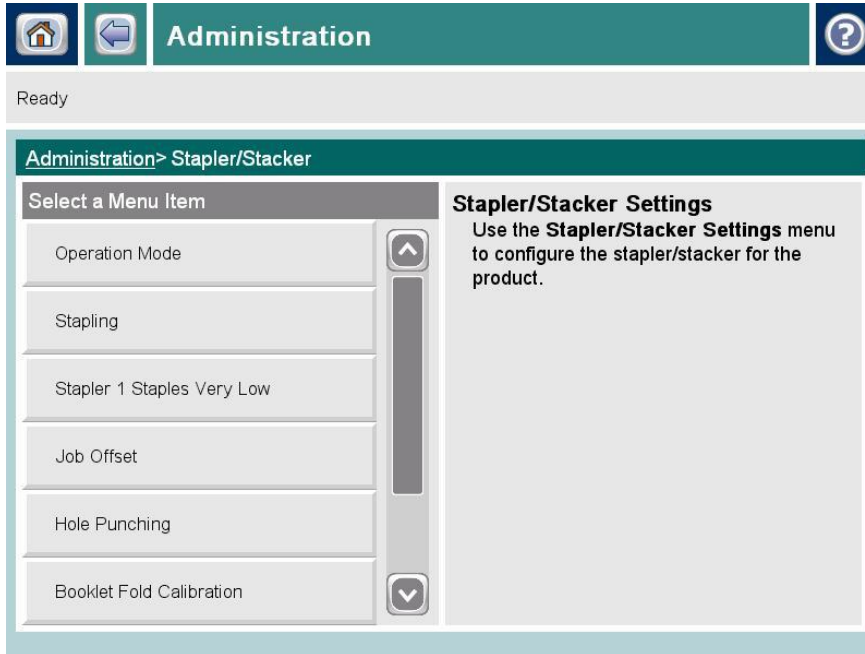 Administration
?
Ready
Administration> Stapler/Stacker
Select a Menu Item
Operation Mode
Stapling
Stapler 1 Staples Very Low
Job Offset
Hole Punching
Booklet Fold Calibration
Stapler/Stacker Settings
Use the Stapler/Stacker Settings menu
to configure the stapler/stacker for the
product.